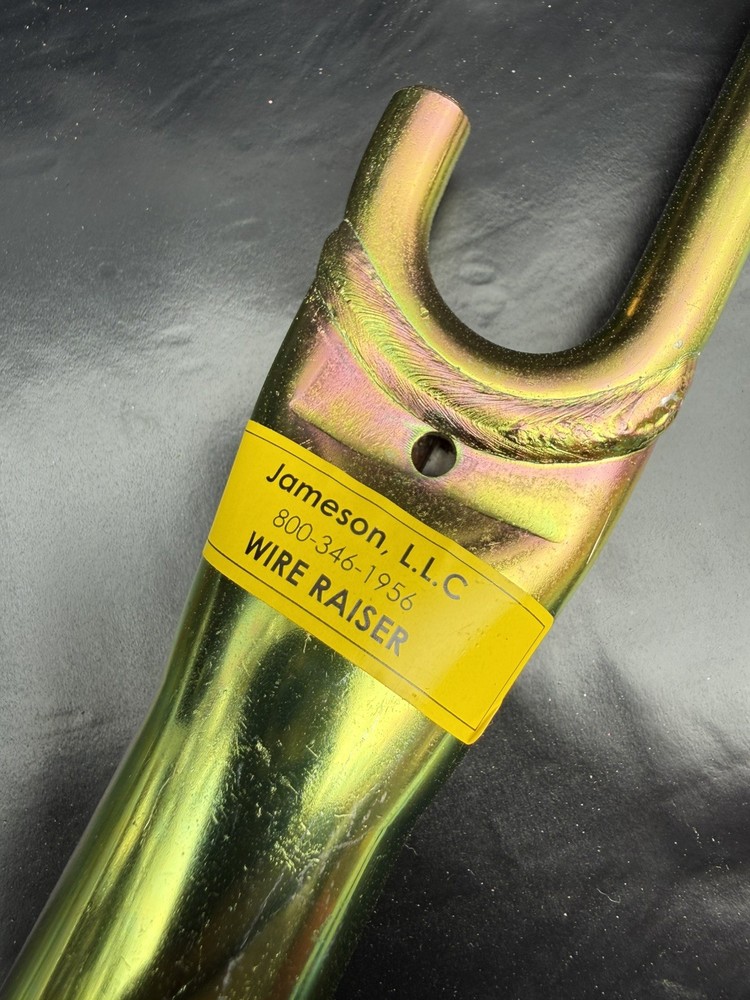 Jameson, L.L.C
800-346-1956
WIRE RAISER